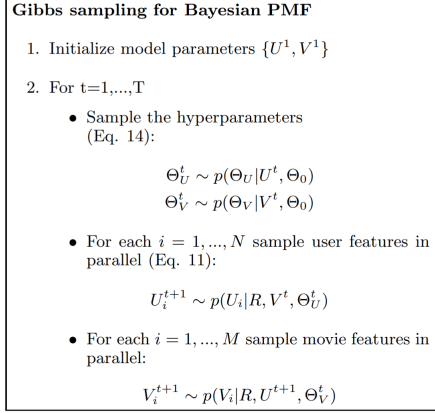 Gibbs sampling for Bayesian PMF
1. Initialize model parameters {U¹, V¹}
2. For t=1,...,T
• Sample the hyperparameters
(Eq. 14):
Θ_U^t ∼ p(Θ_U|U^t, Θ_0)
Θ_V^t ∼ p(Θ_V|V^t, Θ_0)
• For each i = 1, ..., N sample user features in
parallel (Eq. 11):
U_i^{t+1} ∼ p(U_i|R, V^t, Θ_U^t)
• For each i = 1, ..., M sample movie features in
parallel:
V_i^{t+1} ∼ p(V_i|R, U^{t+1}, Θ_V^t)